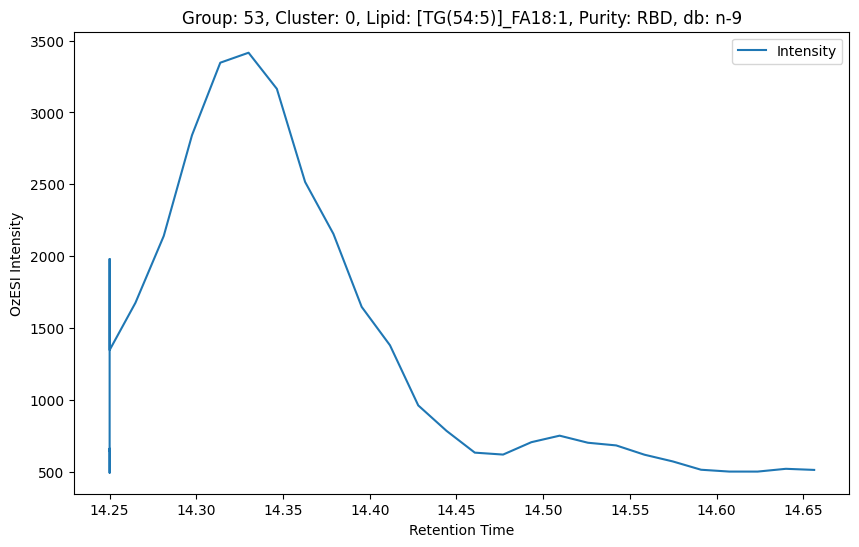 Group: 53, Cluster: 0, Lipid: [TG(54:5)]_FA18:1, Purity: RBD, db: n-9
Intensity
OzESI Intensity
3500
3000
2500
2000
1500
1000
500
14.25 14.30 14.35 14.40 14.45 14.50 14.55 14.60 14.65
Retention Time